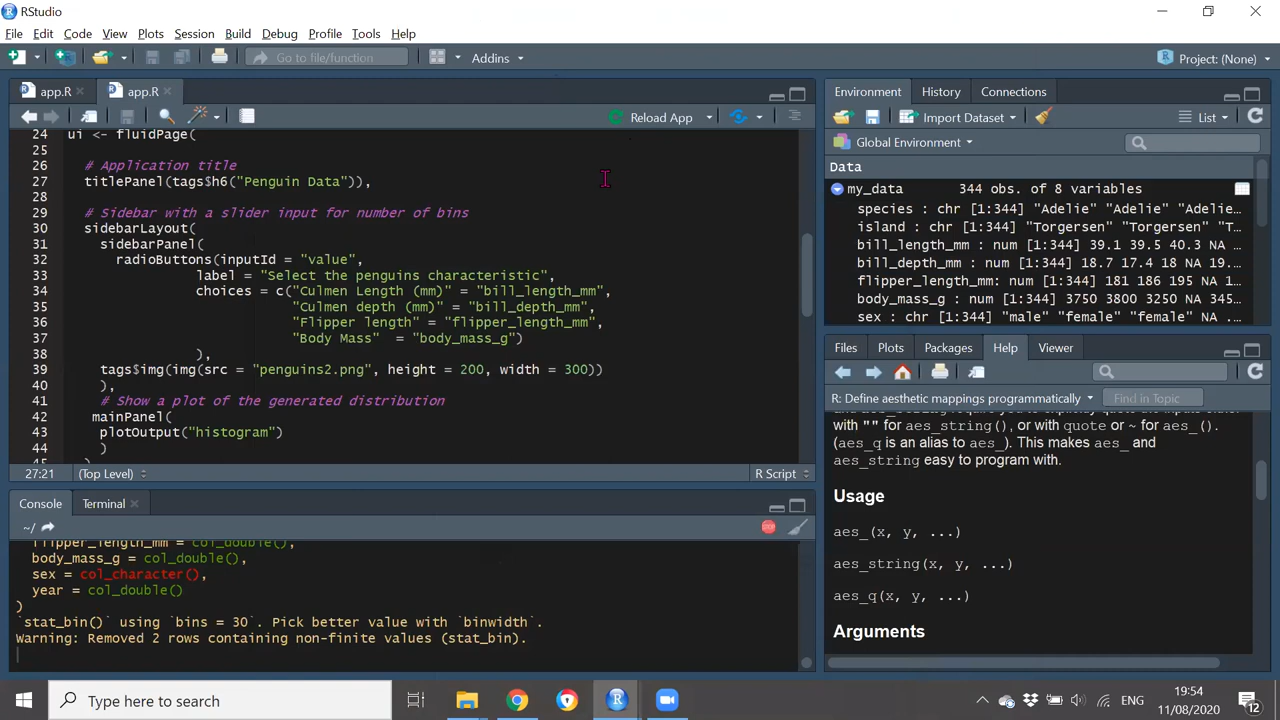 RStudio
File Edit Code View Plots Session Build Debug Profile Tools Help
Go to file/function
Addins
Project: (None)
app.R
app.R
Reload App
24 ui <- fluidPage(
25
26 # Application title
27 titlePanel(tags$h6("Penguin Data")),
28
29 # Sidebar with a slider input for number of bins
30 sidebarLayout(
31 sidebarPanel(
32 radioButtons(inputId = "value",
33 label = "Select the penguins characteristic",
34 choices = c("Culmen Length (mm)" = "bill_length_mm",
35 "Culmen depth (mm)" = "bill_depth_mm",
36 "Flipper length" = "flipper_length_mm",
37 "Body Mass" = "body_mass_g")
38 ),
39 tags$img(img(src = "penguins2.png", height = 200, width = 300))
40 ),
41 # Show a plot of the generated distribution
42 mainPanel(
43 plotOutput("histogram")
44 )
27:21 (Top Level) R Script
Console Terminal
~/
flipper_length_mm = col_double(),
body_mass_g = col_double(),
sex = col_character(),
year = col_double()
)
`stat_bin()` using `bins = 30`. Pick better value with `binwidth`.
Warning: Removed 2 rows containing non-finite values (stat_bin).
Environment History Connections
Import Dataset List
Global Environment
Data
my_data 344 obs. of 8 variables
species : chr [1:344] "Adelie" "Adelie" "Adelie…
island : chr [1:344] "Torgersen" "Torgersen" "T…
bill_length_mm : num [1:344] 39.1 39.5 40.3 NA …
bill_depth_mm : num [1:344] 18.7 17.4 18 NA 19.…
flipper_length_mm: num [1:344] 181 186 195 NA 1…
body_mass_g : num [1:344] 3750 3800 3250 NA 345…
sex : chr [1:344] "male" "female" "female" NA …
Files Plots Packages Help Viewer
R: Define aesthetic mappings programmatically Find in Topic
with "" for aes_string(), or with quote or ~ for aes_().
(aes_q is an alias to aes_). This makes aes_ and
aes_string easy to program with.
Usage
aes_(x, y, ...)
aes_string(x, y, ...)
aes_q(x, y, ...)
Arguments
Type here to search
ENG
19:54
11/08/2020
12